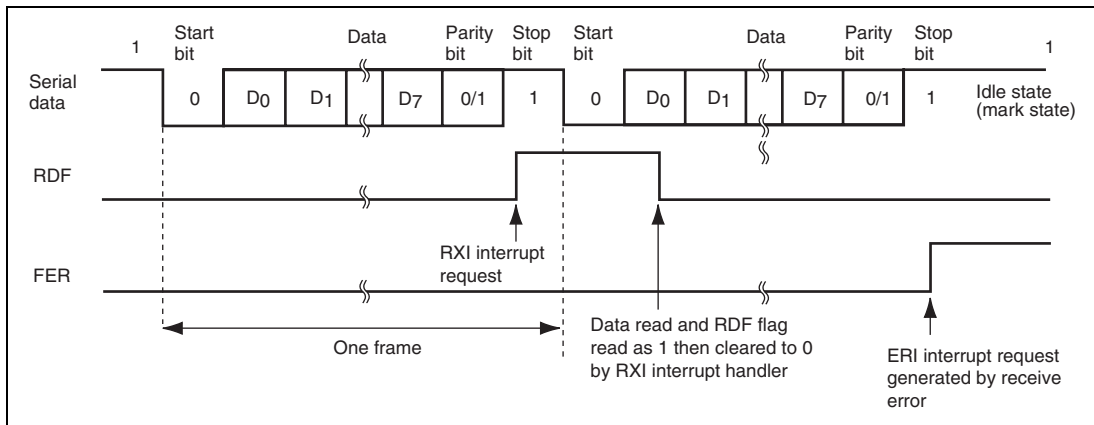 1 Start bit Data Parity bit Stop bit Start bit Data Parity bit Stop bit 1
Serial data
0 D0 D1 D7 0/1 1 0 D0 D1 D7 0/1 1 Idle state (mark state)
RDF
RXI interrupt request
FER
One frame
Data read and RDF flag
read as 1 then cleared to 0
by RXI interrupt handler
ERI interrupt request
generated by receive
error